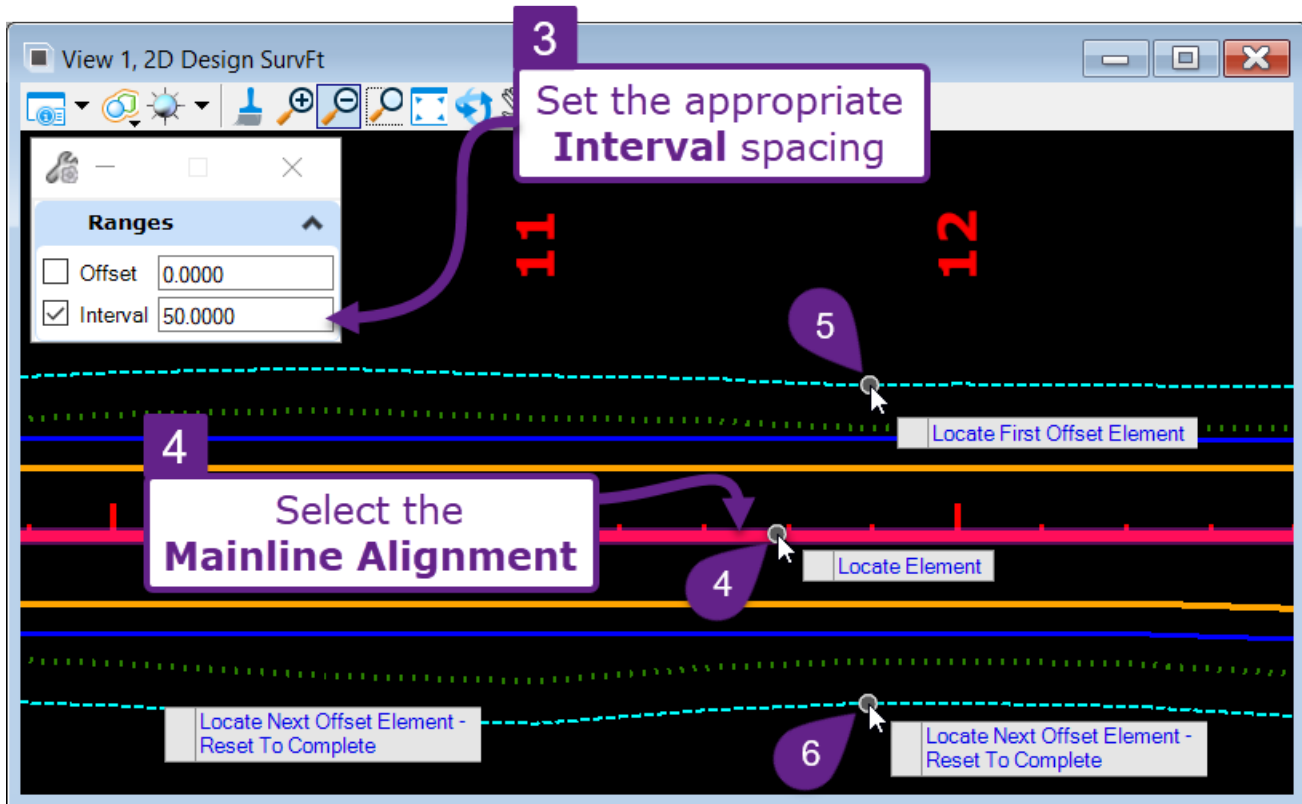 3
View 1, 2D Design SurvFt
Set the appropriate
Interval spacing
Ranges
Offset 0.0000
Interval 50.0000
11
12
5
Locate First Offset Element
4
Select the
Mainline Alignment
4
Locate Element
Locate Next Offset Element -
Reset To Complete
6
Locate Next Offset Element -
Reset To Complete